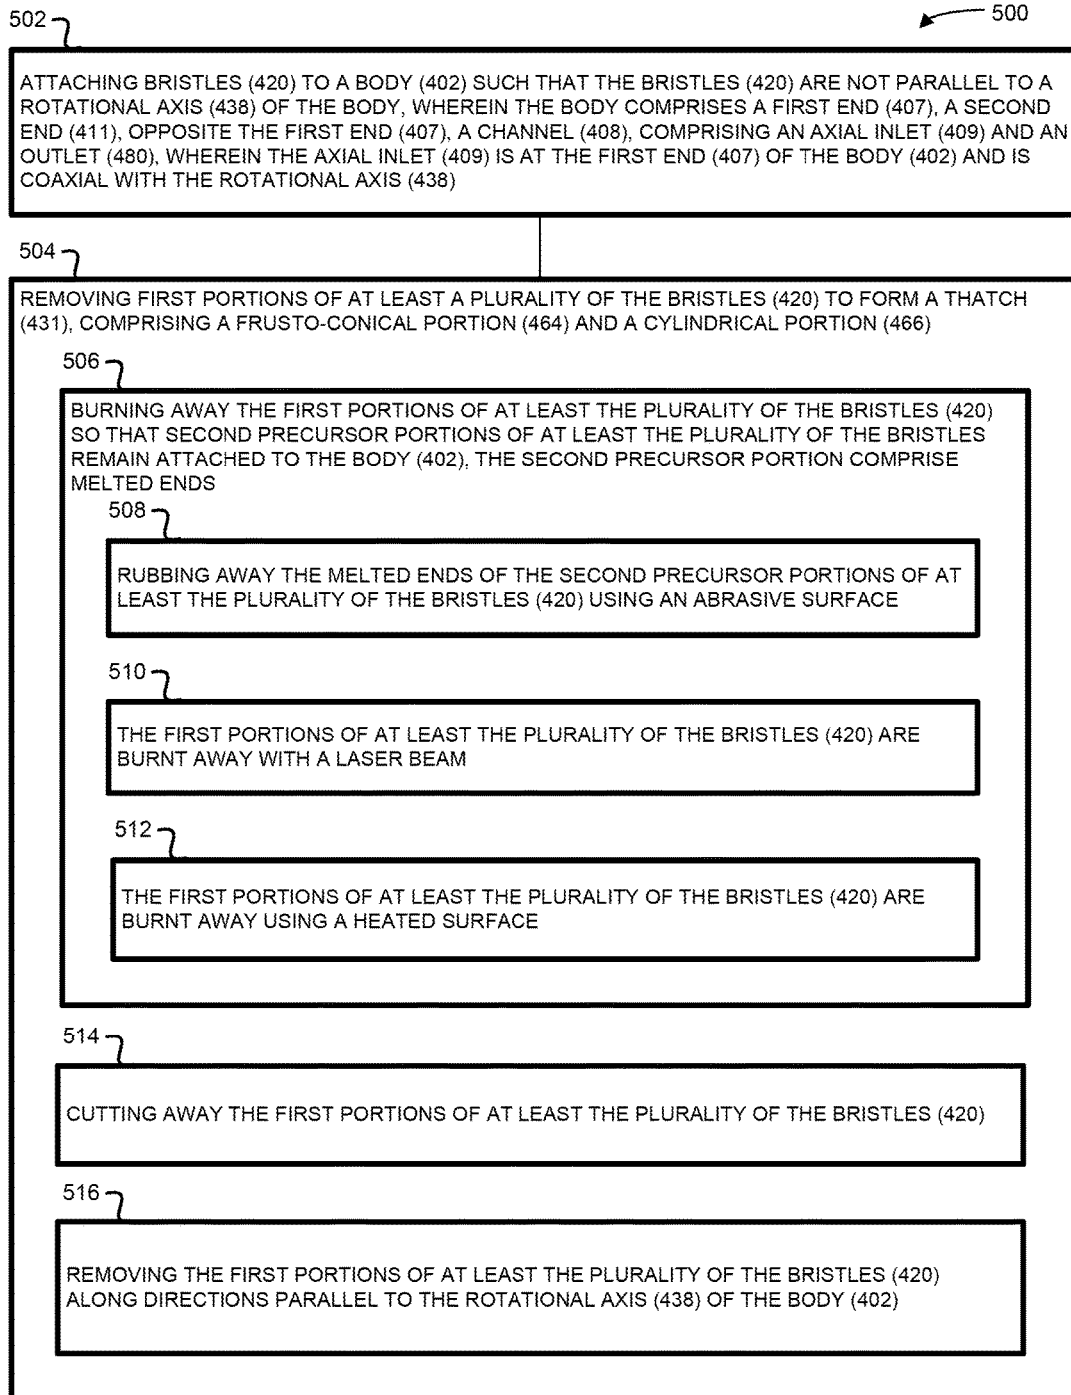 502
500
ATTACHING BRISTLES (420) TO A BODY (402) SUCH THAT THE BRISTLES (420) ARE NOT PARALLEL TO A
ROTATIONAL AXIS (438) OF THE BODY, WHEREIN THE BODY COMPRISES A FIRST END (407), A SECOND
END (411), OPPOSITE THE FIRST END (407), A CHANNEL (408), COMPRISING AN AXIAL INLET (409) AND AN
OUTLET (480), WHEREIN THE AXIAL INLET (409) IS AT THE FIRST END (407) OF THE BODY (402) AND IS
COAXIAL WITH THE ROTATIONAL AXIS (438)
504
REMOVING FIRST PORTIONS OF AT LEAST A PLURALITY OF THE BRISTLES (420) TO FORM A THATCH
(431), COMPRISING A FRUSTO-CONICAL PORTION (464) AND A CYLINDRICAL PORTION (466)
506
BURNING AWAY THE FIRST PORTIONS OF AT LEAST THE PLURALITY OF THE BRISTLES (420)
SO THAT SECOND PRECURSOR PORTIONS OF AT LEAST THE PLURALITY OF THE BRISTLES
REMAIN ATTACHED TO THE BODY (402), THE SECOND PRECURSOR PORTION COMPRISE
MELTED ENDS
508
RUBBING AWAY THE MELTED ENDS OF THE SECOND PRECURSOR PORTIONS OF AT
LEAST THE PLURALITY OF THE BRISTLES (420) USING AN ABRASIVE SURFACE
510
THE FIRST PORTIONS OF AT LEAST THE PLURALITY OF THE BRISTLES (420) ARE
BURNT AWAY WITH A LASER BEAM
512
THE FIRST PORTIONS OF AT LEAST THE PLURALITY OF THE BRISTLES (420) ARE
BURNT AWAY USING A HEATED SURFACE
514
CUTTING AWAY THE FIRST PORTIONS OF AT LEAST THE PLURALITY OF THE BRISTLES (420)
516
REMOVING THE FIRST PORTIONS OF AT LEAST THE PLURALITY OF THE BRISTLES (420)
ALONG DIRECTIONS PARALLEL TO THE ROTATIONAL AXIS (438) OF THE BODY (402)